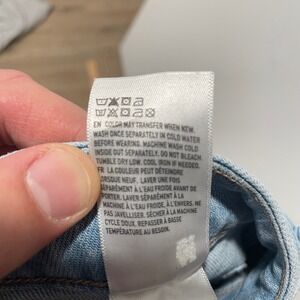 EN COLOR MAY TRANSFER WHEN NEW.
WASH ONCE SEPARATELY IN COLD WATER
BEFORE WEARING. MACHINE WASH COLD
INSIDE OUT SEPARATELY. DO NOT BLEACH.
TUMBLE DRY LOW. COOL IRON IF NEEDED.
FR LA COULEUR PEUT DÉTEINDRE
LORSQUE NEUF. LAVER UNE FOIS
SÉPARÉMENT À L'EAU FROIDE AVANT DE
PORTER. LAVER À L'ENVERS À LA
MACHINE À L'EAU FROIDE, SÉPARÉMENT. NE
PAS JAVELLISER. SÉCHER À LA MACHINE,
CYCLE DOUX. REPASSER À BASSE
TEMPÉRATURE AU BESOIN.